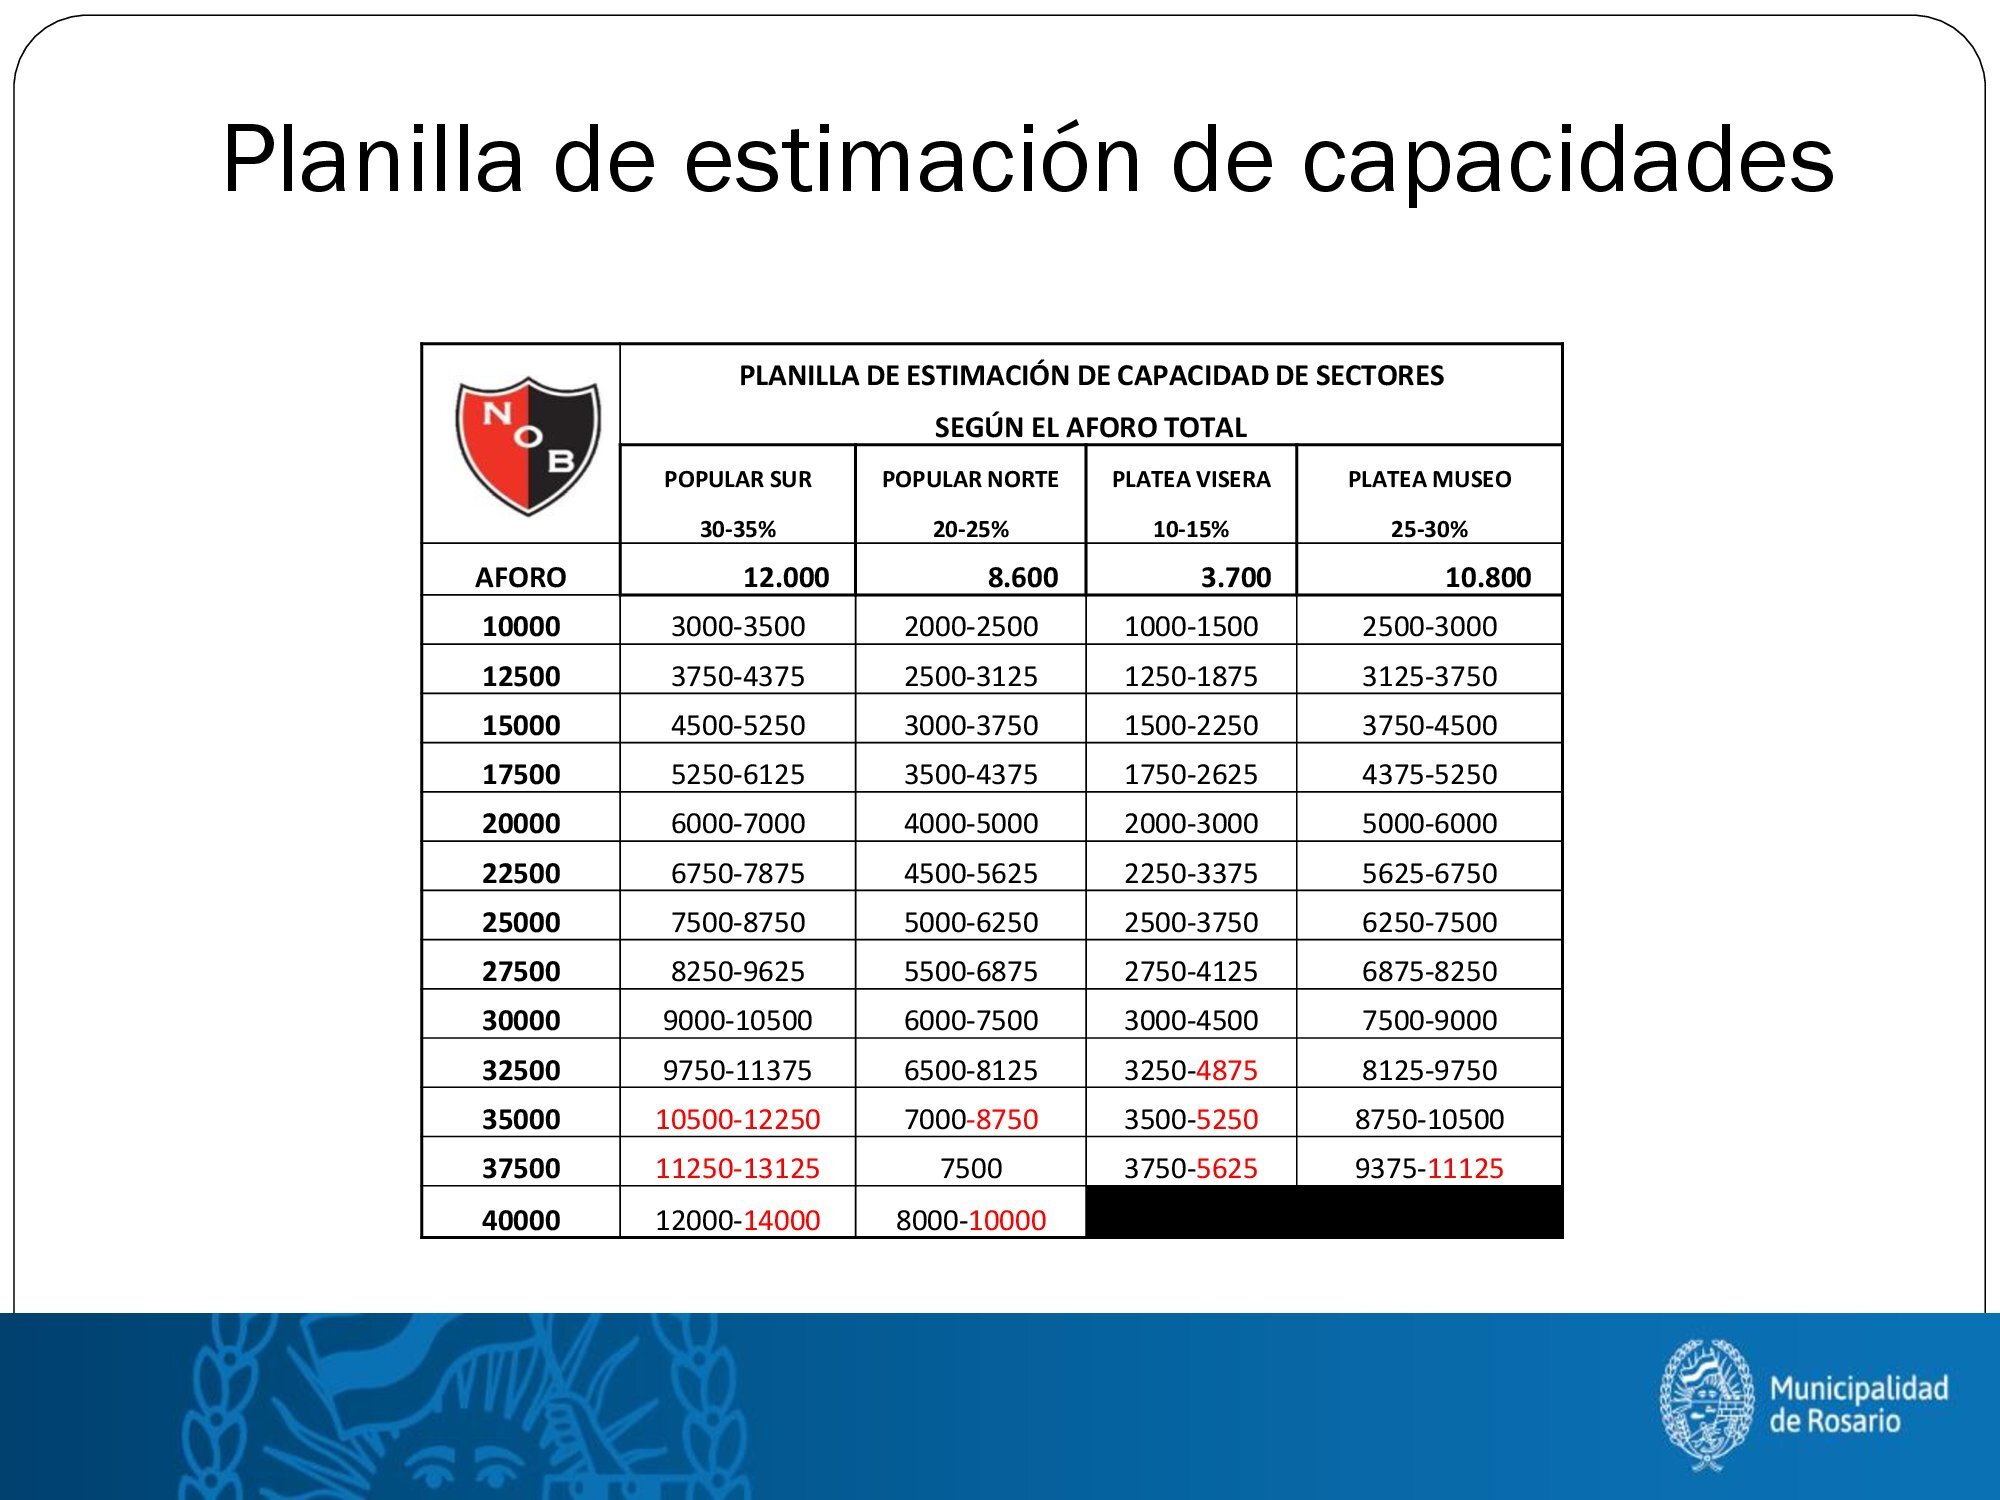 Planilla de estimación de capacidades
N O B
PLANILLA DE ESTIMACIÓN DE CAPACIDAD DE SECTORES
SEGÚN EL AFORO TOTAL
POPULAR SUR POPULAR NORTE PLATEA VISERA PLATEA MUSEO
30-35% 20-25% 10-15% 25-30%
AFORO 12.000 8.600 3.700 10.800
10000 3000-3500 2000-2500 1000-1500 2500-3000
12500 3750-4375 2500-3125 1250-1875 3125-3750
15000 4500-5250 3000-3750 1500-2250 3750-4500
17500 5250-6125 3500-4375 1750-2625 4375-5250
20000 6000-7000 4000-5000 2000-3000 5000-6000
22500 6750-7875 4500-5625 2250-3375 5625-6750
25000 7500-8750 5000-6250 2500-3750 6250-7500
27500 8250-9625 5500-6875 2750-4125 6875-8250
30000 9000-10500 6000-7500 3000-4500 7500-9000
32500 9750-11375 6500-8125 3250-4875 8125-9750
35000 10500-12250 7000-8750 3500-5250 8750-10500
37500 11250-13125 7500 3750-5625 9375-11125
40000 12000-14000 8000-10000
Municipalidad
de Rosario